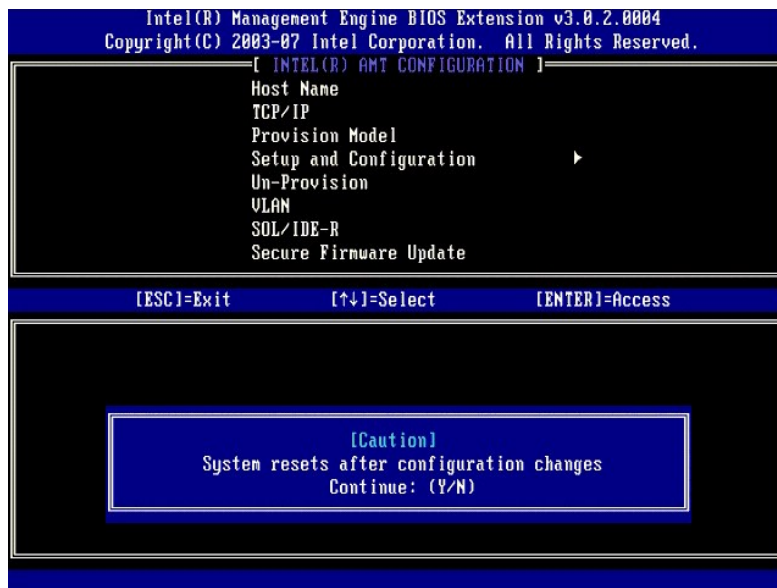 Intel(R) Management Engine BIOS Extension v3.0.2.0004
Copyright(C) 2003-07 Intel Corporation. All Rights Reserved.
[ INTEL(R) AMT CONFIGURATION ]
Host Name
TCP/IP
Provision Model
Setup and Configuration
Un-Provision
VLAN
SOL/IDE-R
Secure Firmware Update
[ESC]=Exit [↑↓]=Select [ENTER]=Access
[Caution]
System resets after configuration changes
Continue: (Y/N)